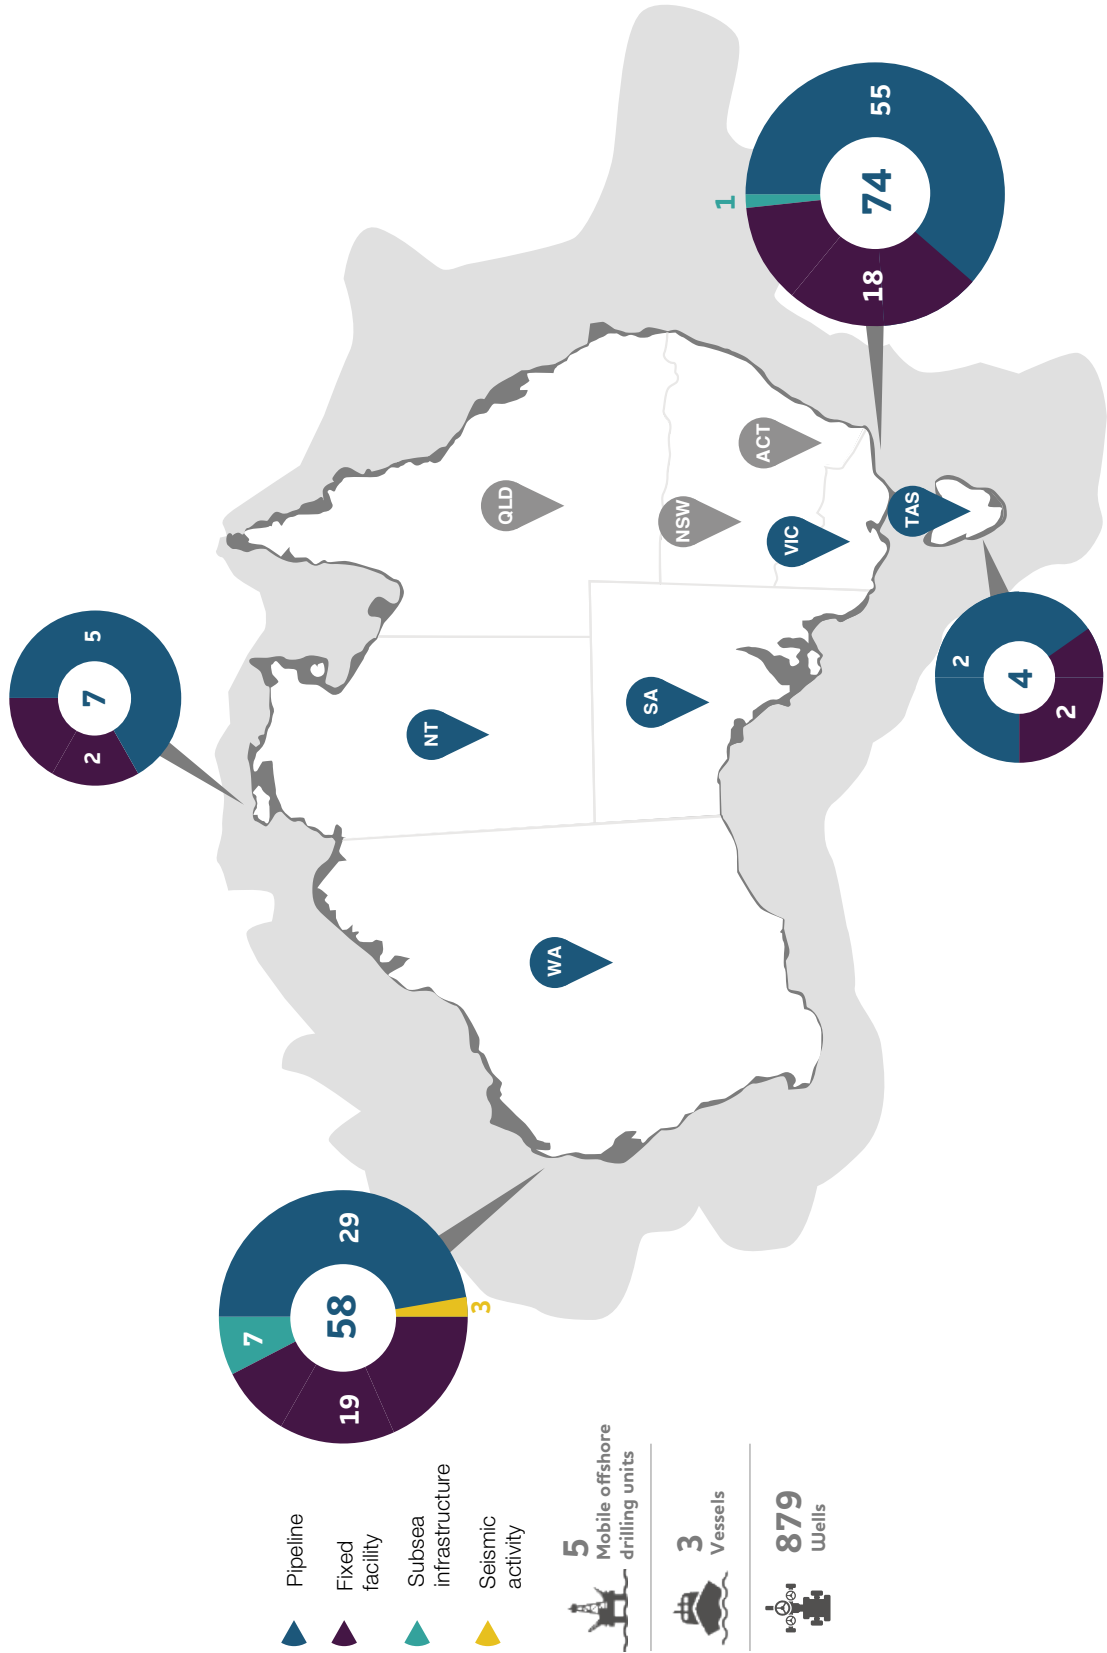 Pipeline
Fixed
facility
Subsea
infrastructure
Seismic
activity
5
Mobile offshore
drilling units
3
Vessels
879
Wells
58
29
3
19
7
7
5
2
74
55
18
1
4
2
2
WA
NT
SA
QLD
NSW
ACT
VIC
TAS